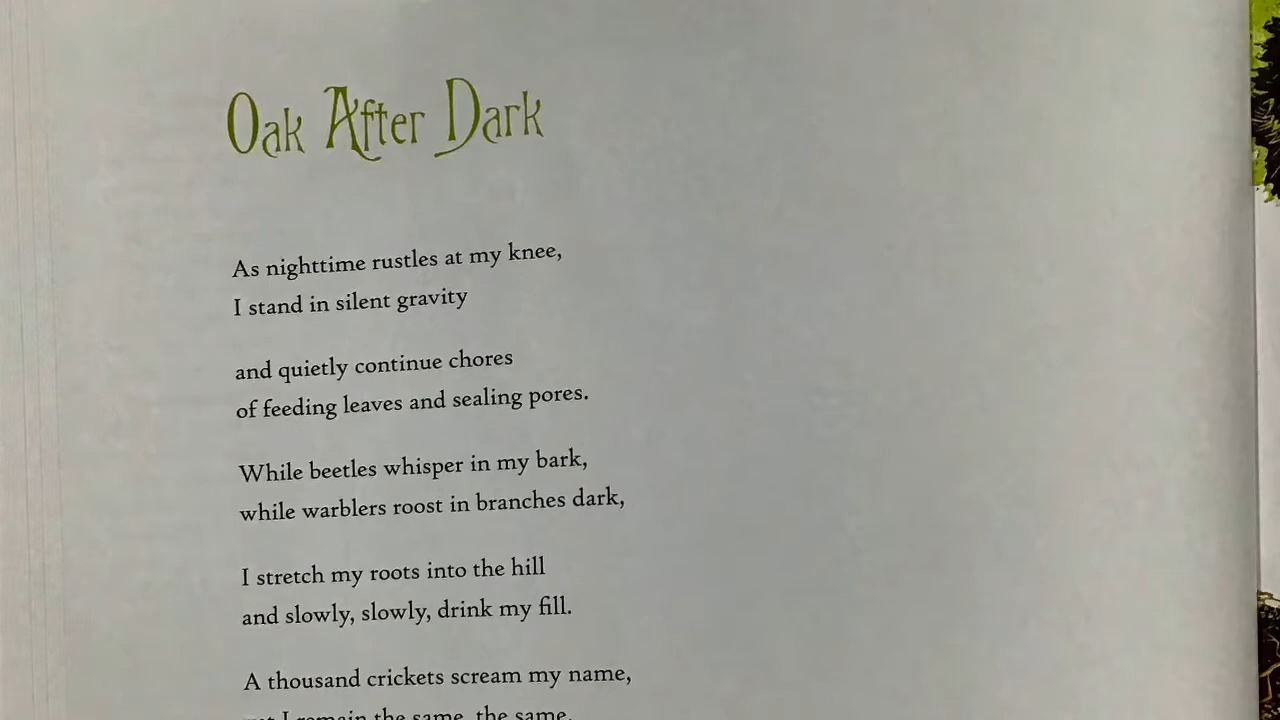 Oak After Dark
As nighttime rustles at my knee,
I stand in silent gravity
and quietly continue chores
of feeding leaves and sealing pores.
While beetles whisper in my bark,
while warblers roost in branches dark,
I stretch my roots into the hill
and slowly, slowly, drink my fill.
A thousand crickets scream my name,
I remain the same, the same.